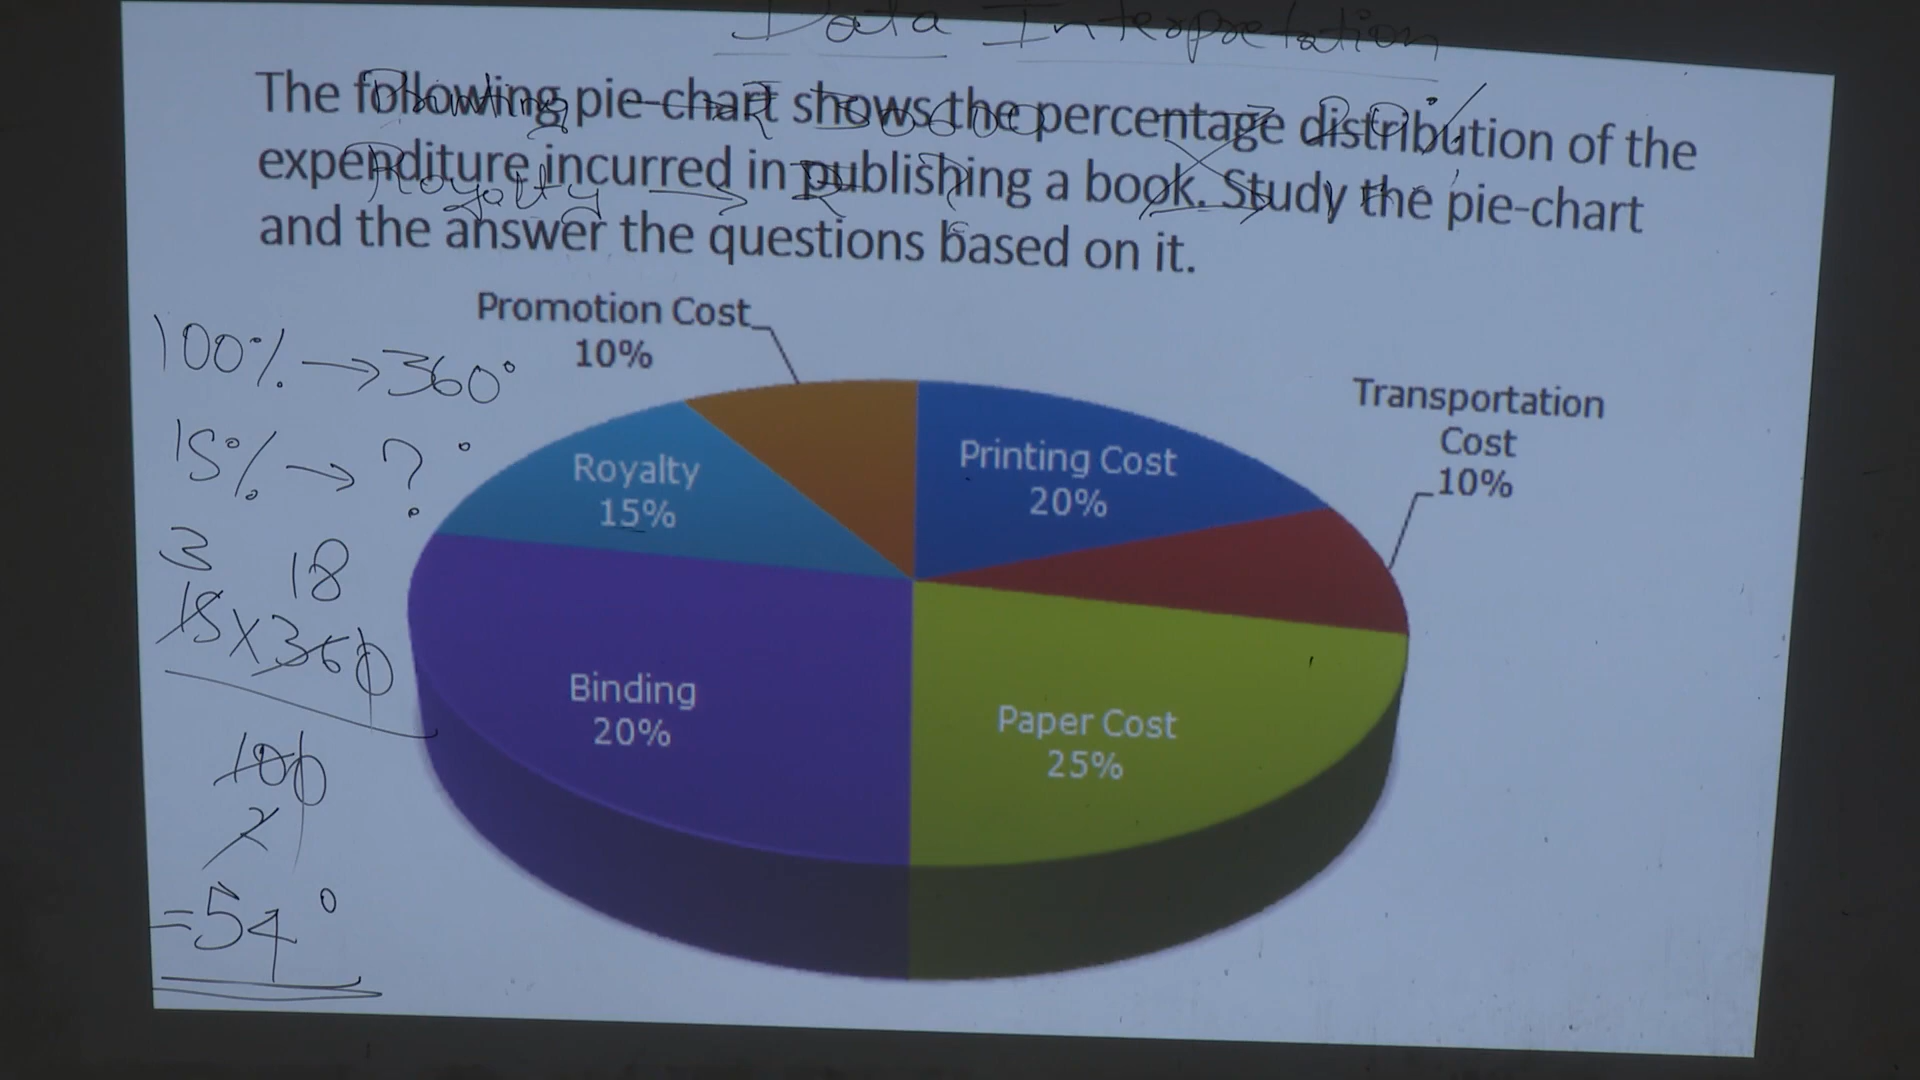 Data Interpretation
The following pie-chart shows the percentage distribution of the
expenditure incurred in publishing a book. Study the pie-chart
and the answer the questions based on it.
Printing → 20%
Royalty →
Promotion Cost
10%
Transportation
Cost
10%
Printing Cost
20%
Royalty
15%
Binding
20%
Paper Cost
25%
100% → 360°
15% → ?°
3 18
15 x 360
100
2
= 54°